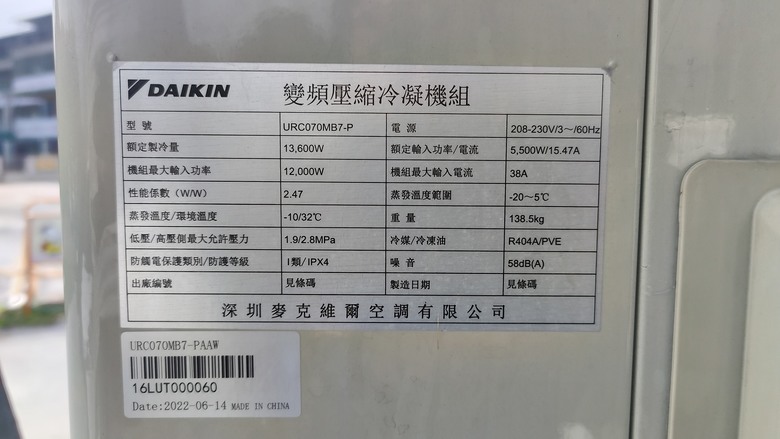 DAIKIN 變頻壓縮冷凝機組
型號 URC070MB7-P 電源 208-230V/3～/60Hz
額定製冷量 13,600W 額定輸入功率/電流 5,500W/15.47A
機組最大輸入功率 12,000W 機組最大輸入電流 38A
性能係數（W/W） 2.47 蒸發溫度範圍 -20～5℃
蒸發溫度/環境溫度 -10/32℃ 重量 138.5kg
低壓/高壓側最大允許壓力 1.9/2.8MPa 冷媒/冷凍油 R404A/PVE
防觸電保護類別/防護等級 I類/IPX4 噪音 58dB(A)
出廠編號 見條碼 製造日期 見條碼
深圳麥克維爾空調有限公司
URC070MB7-PAAW
16LUT000060
Date:2022-06-14 MADE IN CHINA